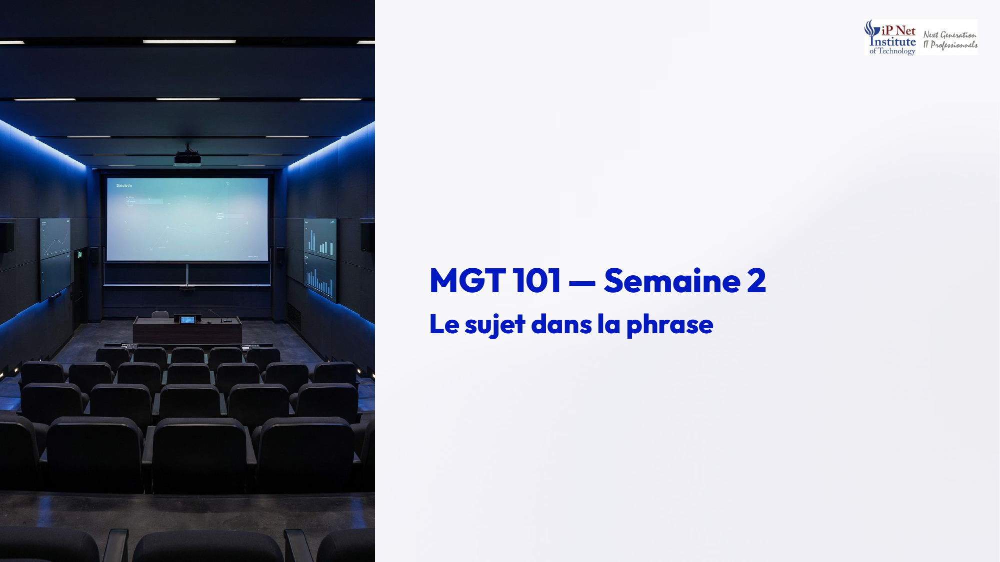 iP Net
Institute
of Technology
Next Generation
IT Professionnels
MGT 101 — Semaine 2
Le sujet dans la phrase